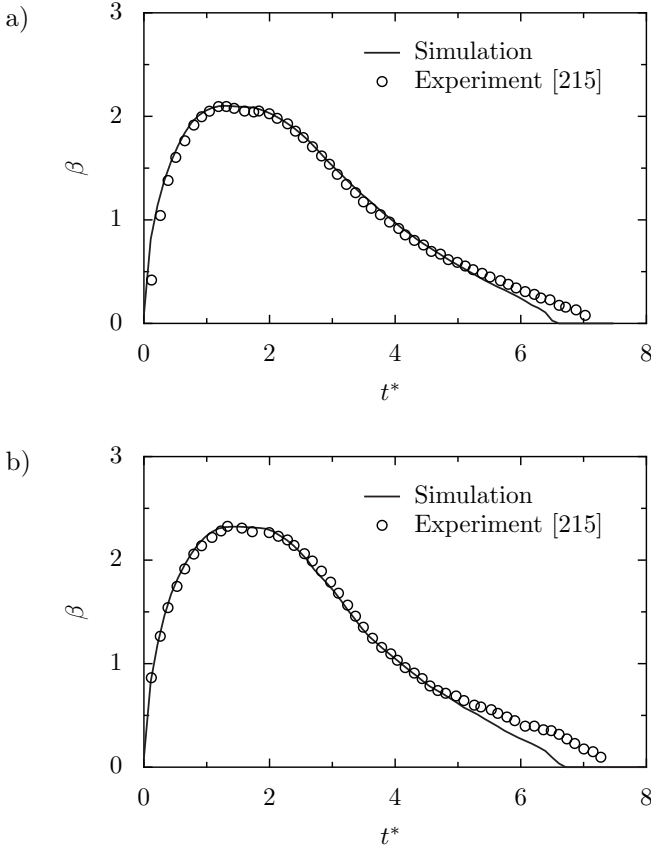 a)
3
2
1
0
β
Simulation
Experiment [215]
0 2 4 6 8
t*
b)
3
2
1
0
β
Simulation
Experiment [215]
0 2 4 6 8
t*